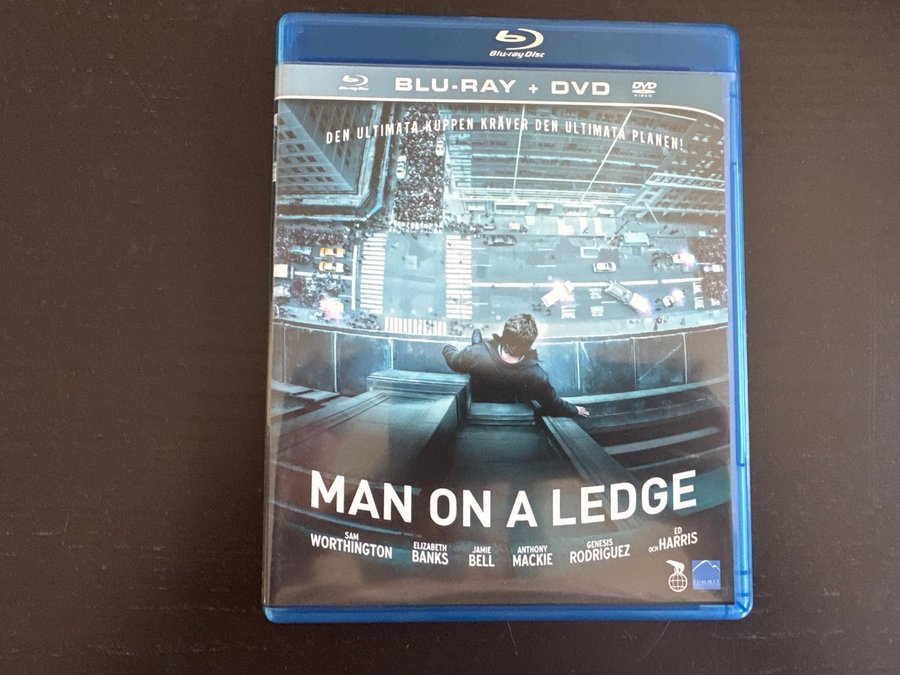 Blu-ray Disc
Blu-ray Disc BLU-RAY + DVD DVD VIDEO
DEN ULTIMATA KUPPEN KRÄVER DEN ULTIMATA PLANEN!
MAN ON A LEDGE
SAM WORTHINGTON ELIZABETH BANKS JAMIE BELL ANTHONY MACKIE GENESIS RODRIGUEZ OCH ED HARRIS
SUMMIT